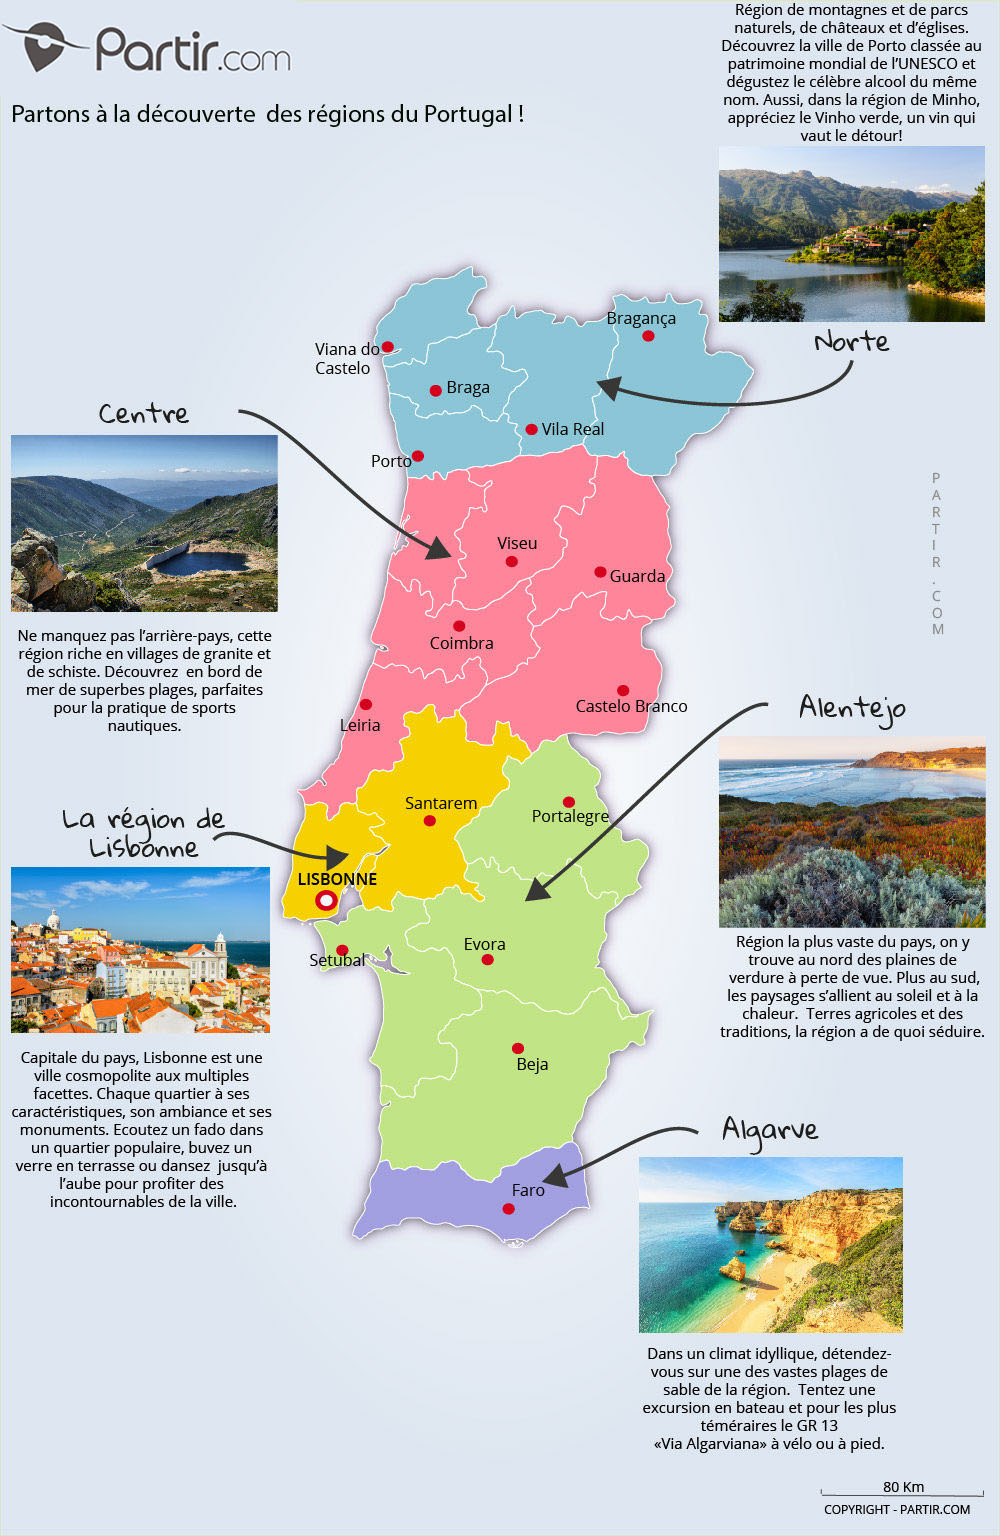 Partir.com
Partons à la découverte  des régions du Portugal !
Région de montagnes et de parcs
naturels, de châteaux et d’églises.
Découvrez la ville de Porto classée au
patrimoine mondial de l’UNESCO et
dégustez le célèbre alcool du même
nom. Aussi, dans la région de Minho,
appréciez le Vinho verde, un vin qui
vaut le détour!
Norte
Bragança
Viana do
Castelo
Braga
Vila Real
Porto
Centre
Ne manquez pas l’arrière-pays, cette
région riche en villages de granite et
de schiste. Découvrez  en bord de
mer de superbes plages, parfaites
pour la pratique de sports
nautiques.
Viseu
Guarda
Coimbra
Castelo Branco
Leiria
PARTIR.COM
Alentejo
Région la plus vaste du pays, on y
trouve au nord des plaines de
verdure à perte de vue. Plus au sud,
les paysages s’allient au soleil et à la
chaleur.  Terres agricoles et des
traditions, la région a de quoi séduire.
Santarem
Portalegre
La région de
Lisbonne
LISBONNE
Capitale du pays, Lisbonne est une
ville cosmopolite aux multiples
facettes. Chaque quartier à ses
caractéristiques, son ambiance et ses
monuments. Ecoutez un fado dans
un quartier populaire, buvez un
verre en terrasse ou dansez  jusqu’à
l’aube pour profiter des
incontournables de la ville.
Setubal
Evora
Beja
Algarve
Faro
Dans un climat idyllique, détendez-
vous sur une des vastes plages de
sable de la région.  Tentez une
excursion en bateau et pour les plus
téméraires le GR 13
«Via Algarviana» à vélo ou à pied.
80 Km
COPYRIGHT - PARTIR.COM